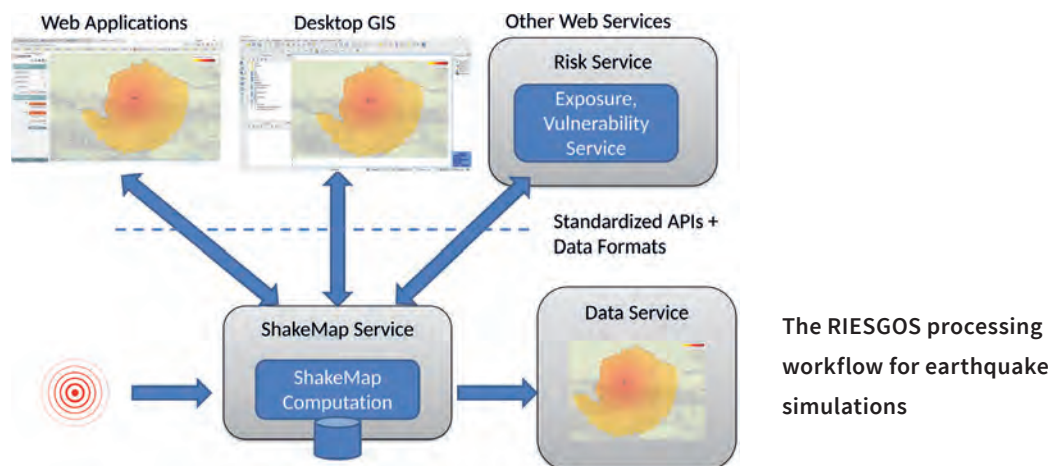 Web Applications
Desktop GIS
Other Web Services
Risk Service
Exposure,
Vulnerability
Service
Standardized APIs +
Data Formats
ShakeMap Service
ShakeMap
Computation
Data Service
The RIESGOS processing
workflow for earthquake
simulations